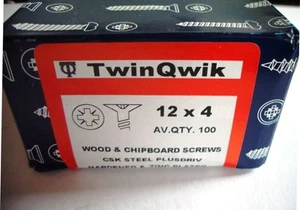 TwinQwik
12 x 4
AV.QTY. 100
WOOD & CHIPBOARD SCREWS
CSK STEEL PLUSDRIV
HARDENED & ZINC PLATED